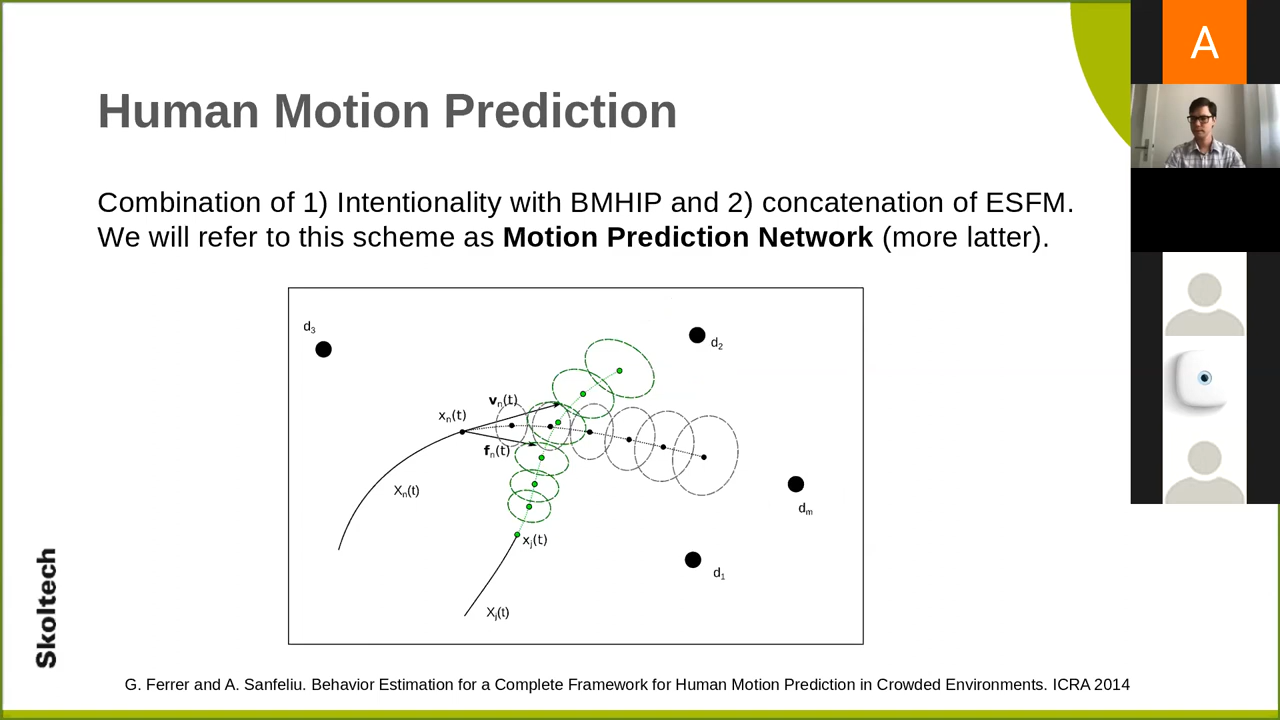 A
Human Motion Prediction
Combination of 1) Intentionality with BMHIP and 2) concatenation of ESFM.
We will refer to this scheme as Motion Prediction Network (more latter).
d3
d2
vn(t)
xn(t)
fn(t)
Xn(t)
dm
xj(t)
d1
Xj(t)
Skoltech
G. Ferrer and A. Sanfeliu. Behavior Estimation for a Complete Framework for Human Motion Prediction in Crowded Environments. ICRA 2014